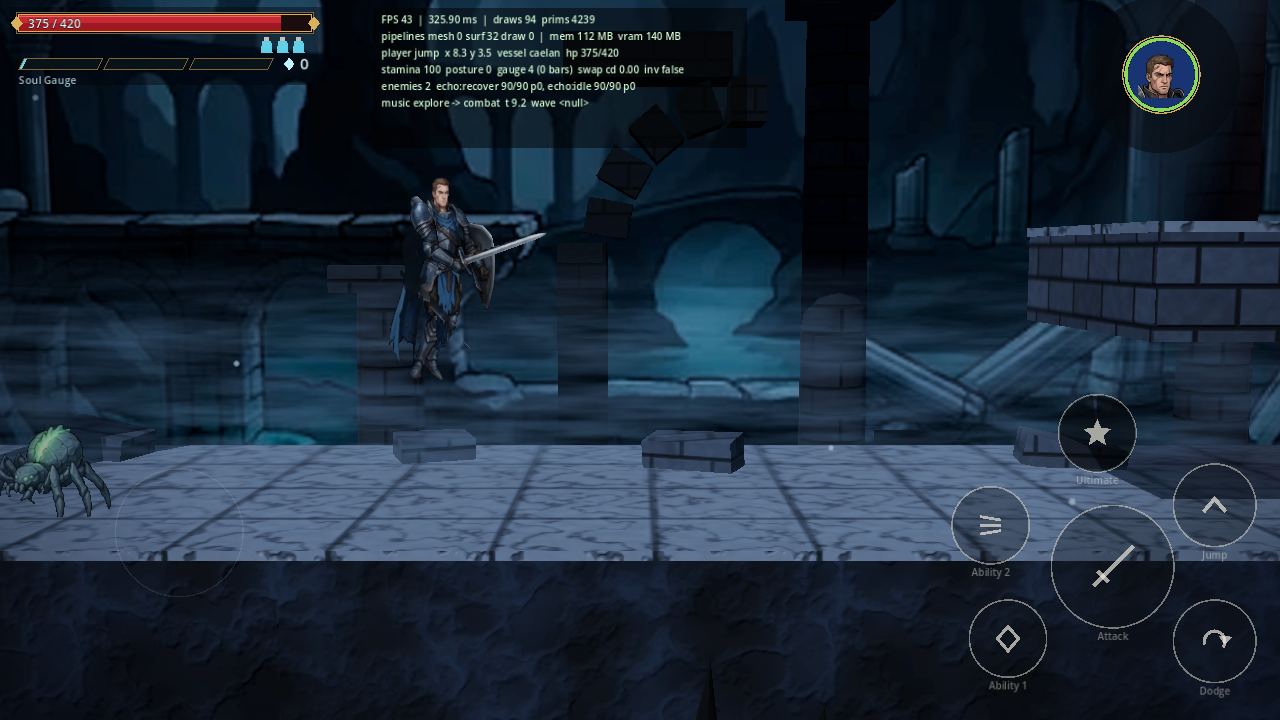 375 / 420
0
Soul Gauge
FPS 43 | 325.90 ms | draws 94 prims 4239
pipelines mesh 0 surf 32 draw 0 | mem 112 MB vram 140 MB
player jump x 8.3 y 3.5 vessel caelan hp 375/420
stamina 100 posture 0 gauge 4 (0 bars) swap cd 0.00 inv false
enemies 2 echo:recover 90/90 p0, echo:idle 90/90 p0
music explore -> combat t 9.2 wave <null>
Ultimate
Jump
Ability 2
Attack
Ability 1
Dodge